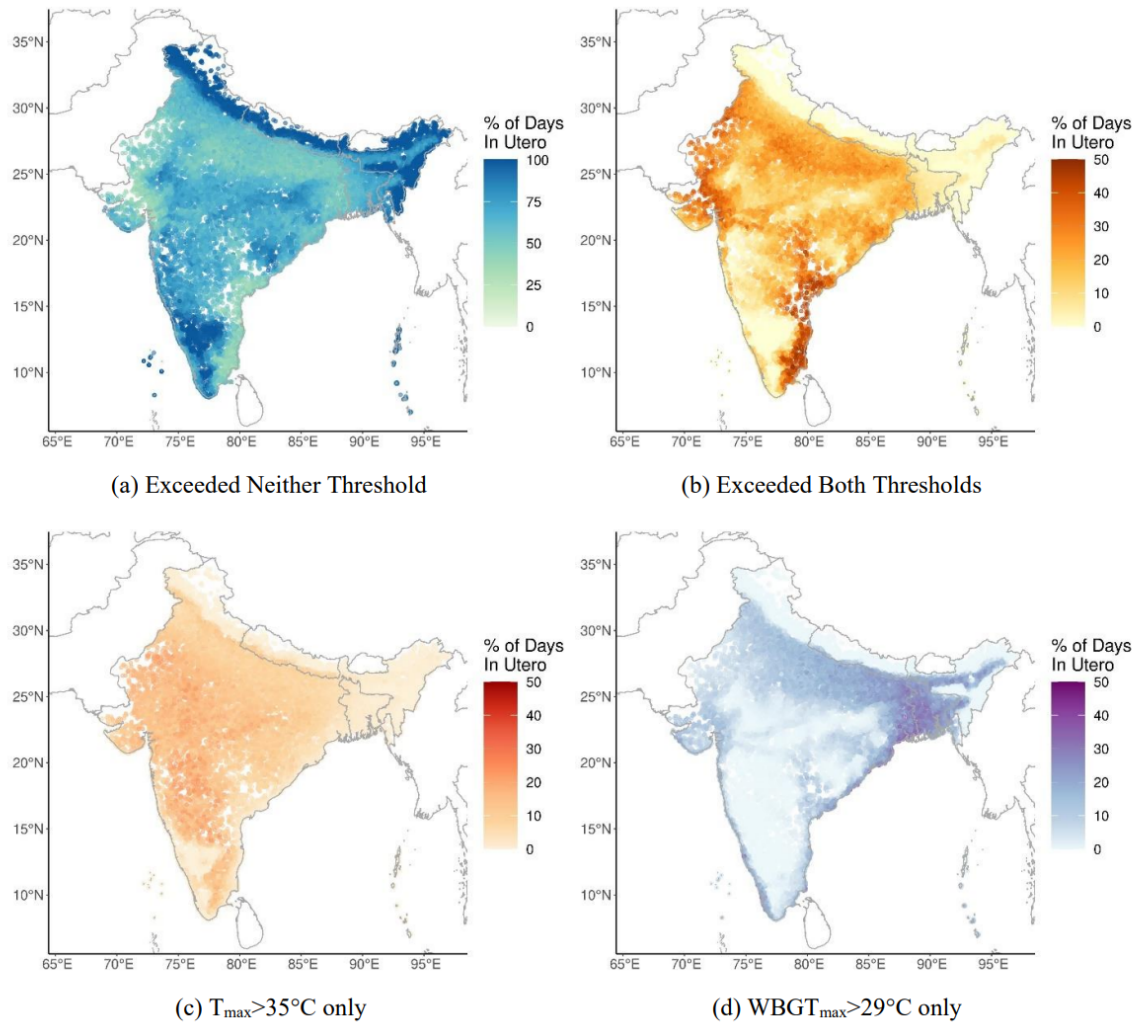 35°N
30°N
25°N
20°N
15°N
10°N
65°E 70°E 75°E 80°E 85°E 90°E 95°E
% of Days
In Utero
100
75
50
25
0
(a) Exceeded Neither Threshold
35°N
30°N
25°N
20°N
15°N
10°N
65°E 70°E 75°E 80°E 85°E 90°E 95°E
% of Days
In Utero
50
40
30
20
10
0
(b) Exceeded Both Thresholds
35°N
30°N
25°N
20°N
15°N
10°N
65°E 70°E 75°E 80°E 85°E 90°E 95°E
% of Days
In Utero
50
40
30
20
10
0
(c) Tmax>35°C only
35°N
30°N
25°N
20°N
15°N
10°N
65°E 70°E 75°E 80°E 85°E 90°E 95°E
% of Days
In Utero
50
40
30
20
10
0
(d) WBGTmax>29°C only